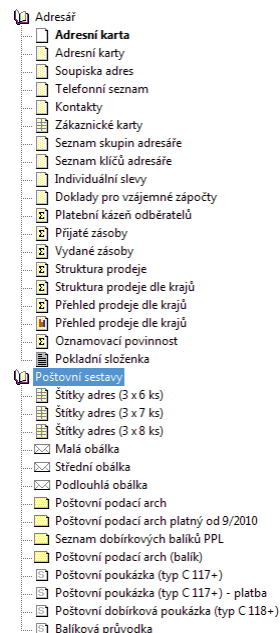 Adresář
Adresní karta
Adresní karty
Soupiska adres
Telefonní seznam
Kontakty
Zákaznické karty
Seznam skupin adresáře
Seznam klíčů adresáře
Individuální slevy
Doklady pro vzájemné zápočty
Platební kázeň odběratelů
Přijaté zásoby
Vydané zásoby
Struktura prodeje
Struktura prodeje dle krajů
Přehled prodeje dle krajů
Přehled prodeje dle krajů
Oznamovací povinnost
Pokladní složenka
Poštovní sestavy
Štítky adres (3 x 6 ks)
Štítky adres (3 x 7 ks)
Štítky adres (3 x 8 ks)
Malá obálka
Střední obálka
Podlouhlá obálka
Poštovní podací arch
Poštovní podací arch platný od 9/2010
Seznam dobírkových balíků PPL
Poštovní podací arch (balík)
Poštovní poukázka (typ C 117+)
Poštovní poukázka (typ C 117+) - platba
Poštovní dobírková poukázka (typ C 118+)
Balíková průvodka